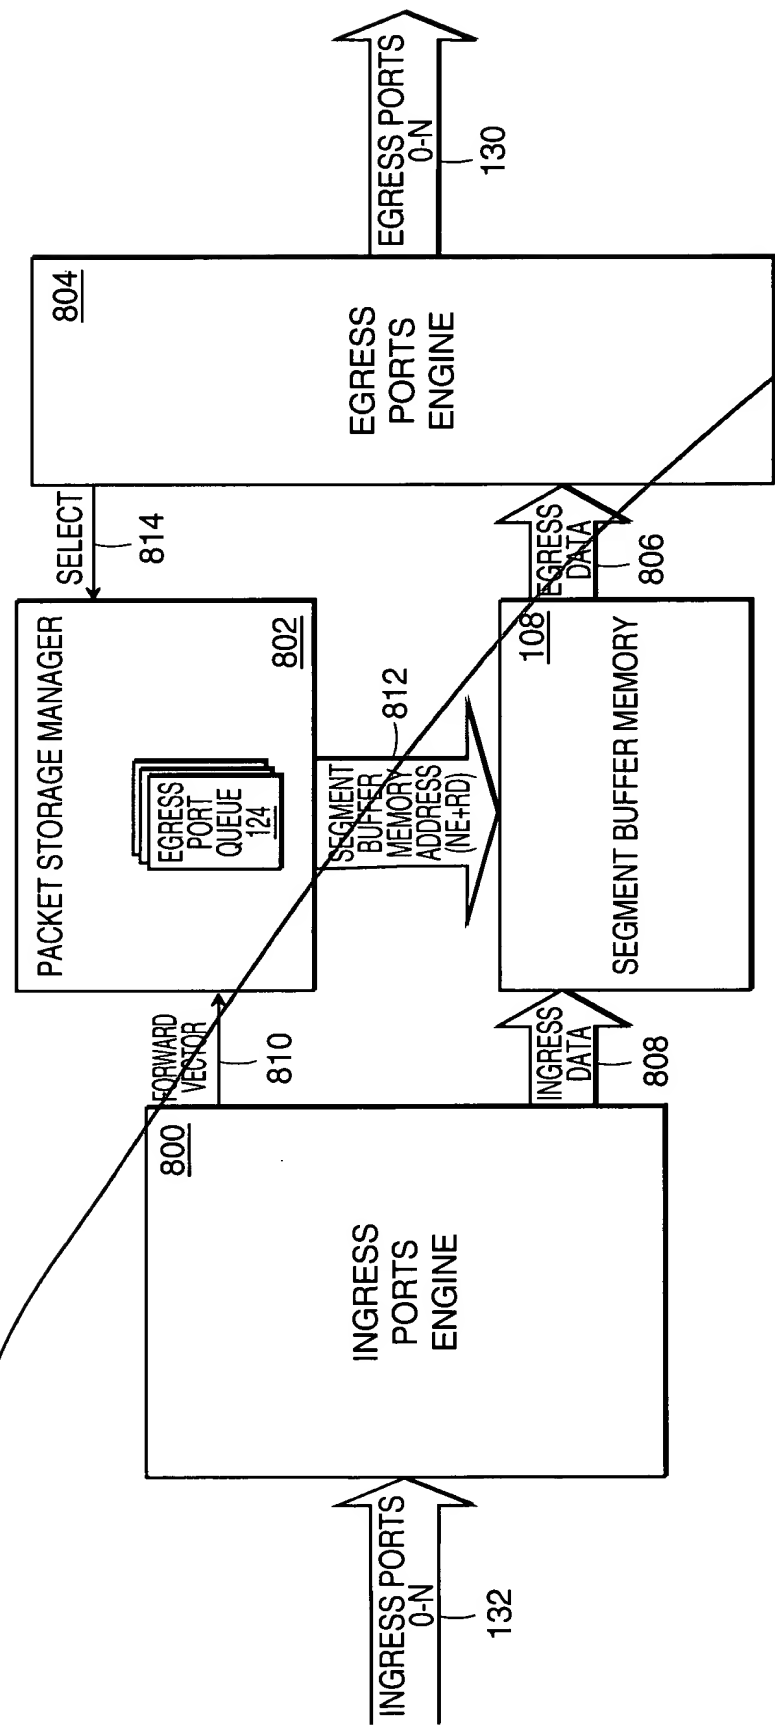 INGRESS PORTS
0-N
132
800
INGRESS
PORTS
ENGINE
FORWARD
VECTOR
810
INGRESS
DATA
808
PACKET STORAGE MANAGER
EGRESS
PORT
QUEUE
124
802
SEGMENT
BUFFER
MEMORY
ADDRESS
(NE+RD)
812
108
SEGMENT BUFFER MEMORY
SELECT
814
EGRESS
DATA
806
804
EGRESS
PORTS
ENGINE
EGRESS PORTS
0-N
130